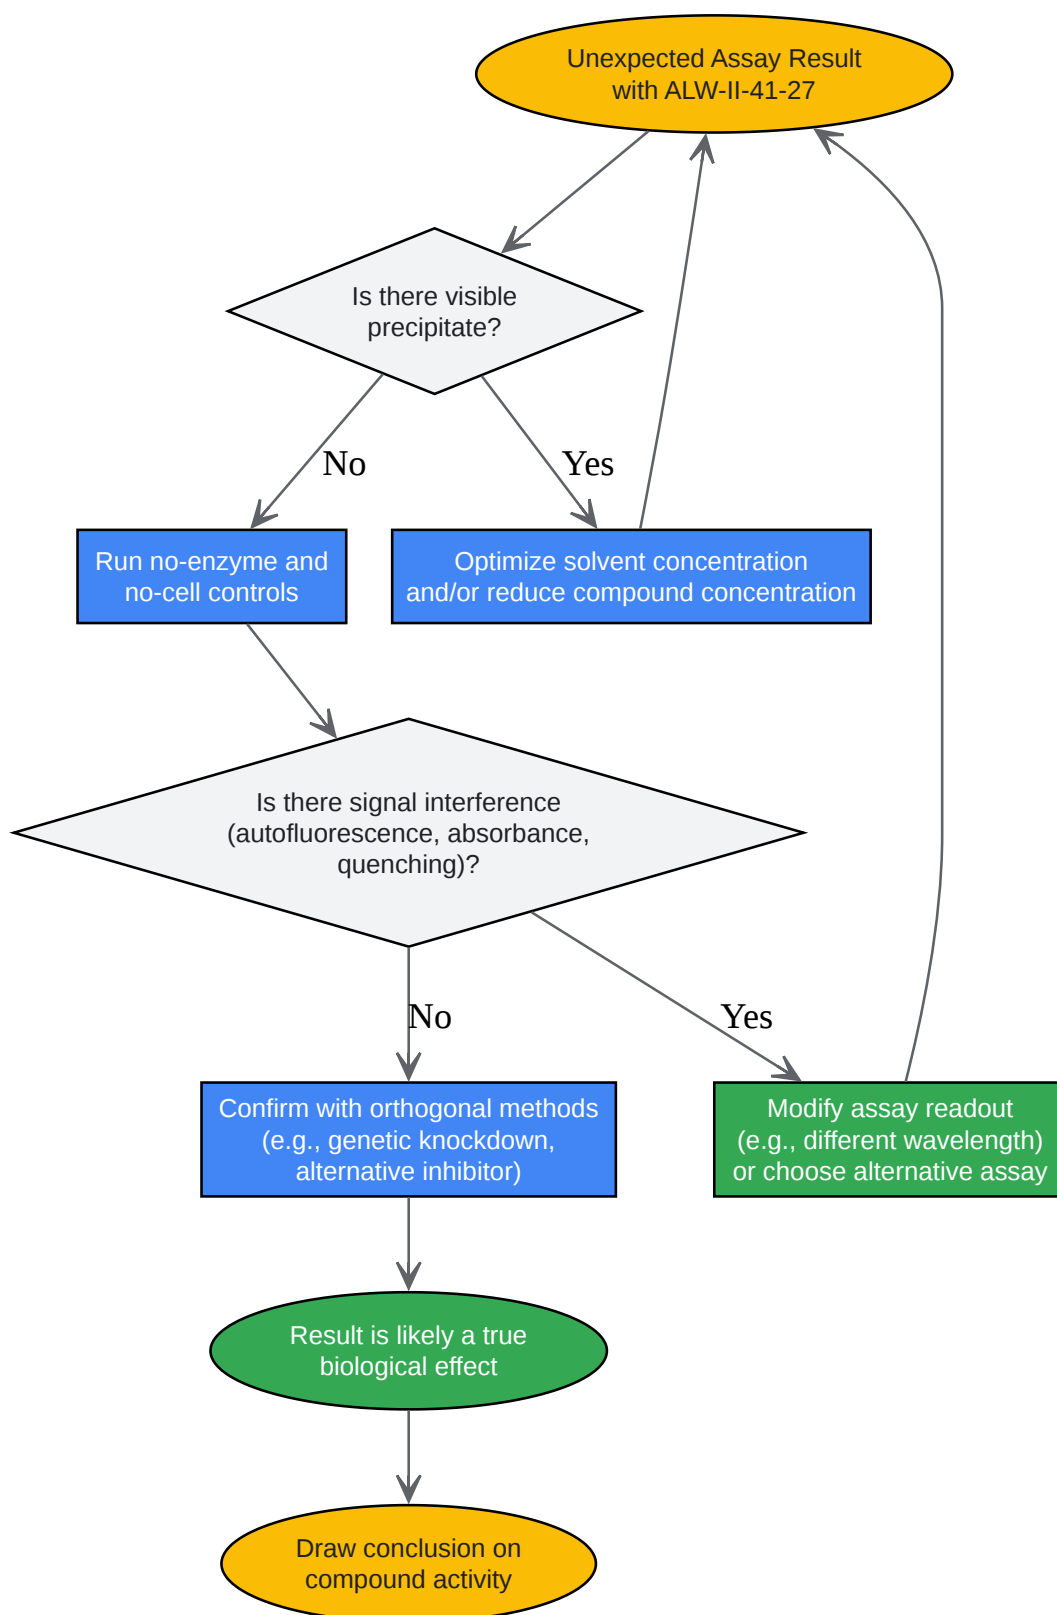 Unexpected Assay Result
with ALW-II-41-27
Is there visible
precipitate?
No
Yes
Run no-enzyme and
no-cell controls
Optimize solvent concentration
and/or reduce compound concentration
Is there signal interference
(autofluorescence, absorbance,
quenching)?
No
Yes
Confirm with orthogonal methods
(e.g., genetic knockdown,
alternative inhibitor)
Modify assay readout
(e.g., different wavelength)
or choose alternative assay
Result is likely a true
biological effect
Draw conclusion on
compound activity